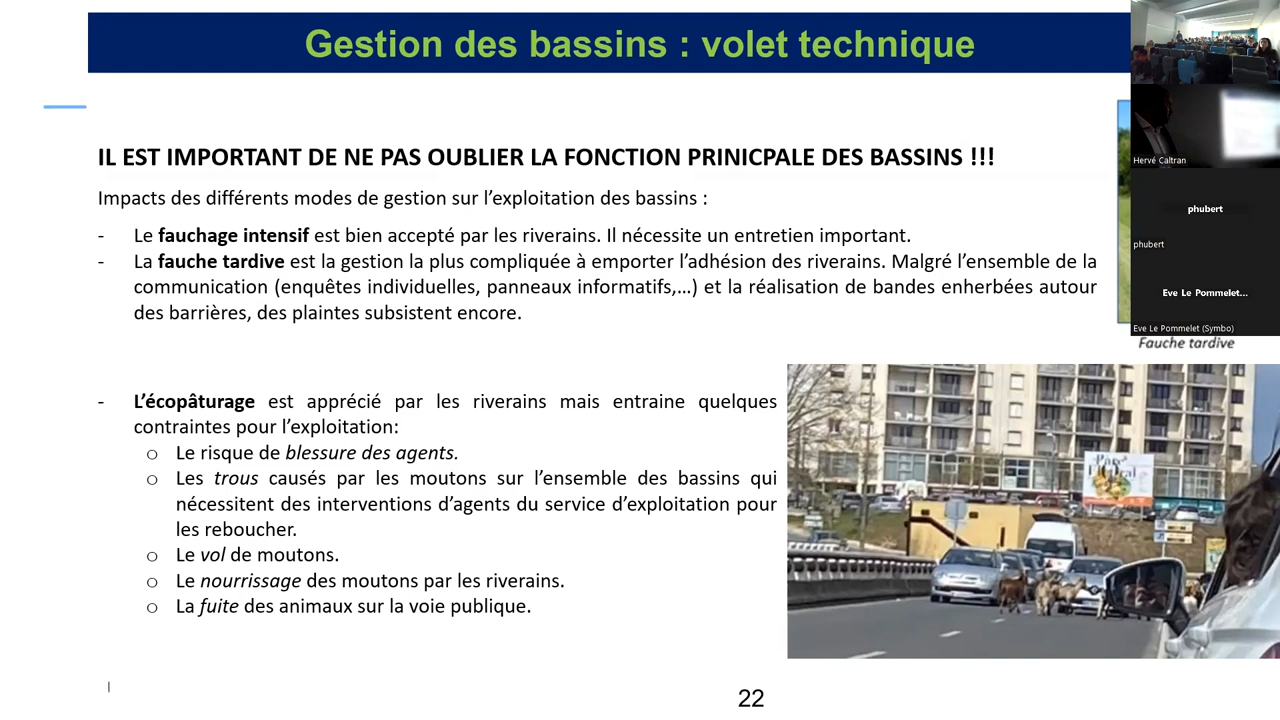 Gestion des bassins : volet technique
IL EST IMPORTANT DE NE PAS OUBLIER LA FONCTION PRINICPALE DES BASSINS !!!
Impacts des différents modes de gestion sur l’exploitation des bassins :
- Le fauchage intensif est bien accepté par les riverains. Il nécessite un entretien important.
- La fauche tardive est la gestion la plus compliquée à emporter l’adhésion des riverains. Malgré l’ensemble de la
communication (enquêtes individuelles, panneaux informatifs,…) et la réalisation de bandes enherbées autour
des barrières, des plaintes subsistent encore.
- L’écopâturage est apprécié par les riverains mais entraine quelques
contraintes pour l’exploitation:
o Le risque de blessure des agents.
o Les trous causés par les moutons sur l’ensemble des bassins qui
nécessitent des interventions d’agents du service d’exploitation pour
les reboucher.
o Le vol de moutons.
o Le nourrissage des moutons par les riverains.
o La fuite des animaux sur la voie publique.
22
Hervé Caltran
phubert
phubert
Eve Le Pommelet...
Eve Le Pommelet (Symbo)
Fauche tardive